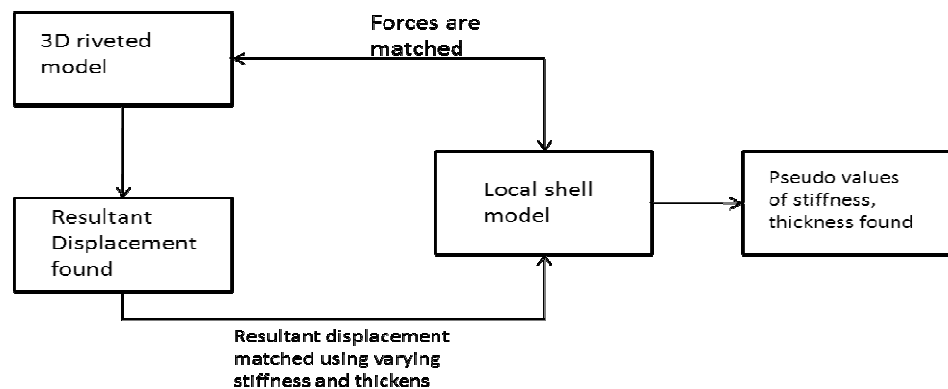 3D riveted
model
Forces are
matched
Resultant
Displacement
found
Local shell
model
Pseudo values
of stiffness,
thickness found
Resultant displacement
matched using varying
stiffness and thickens